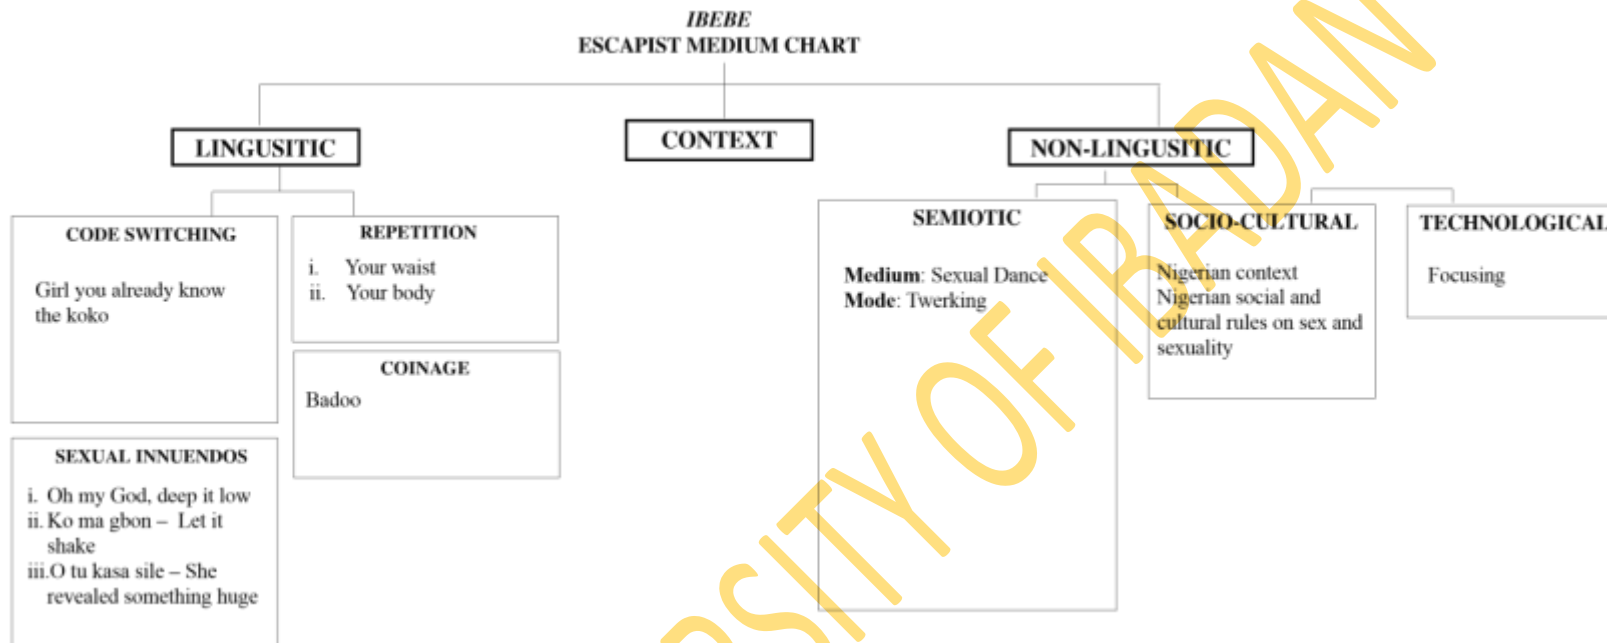 IBEBE
ESCAPIST MEDIUM CHART
LINGUSITIC
CONTEXT
NON-LINGUSITIC
CODE SWITCHING
Girl you already know
the koko
REPETITION
i. Your waist
ii. Your body
COINAGE
Badoo
SEXUAL INNUENDOS
i. Oh my God, deep it low
ii. Ko ma gbon – Let it
shake
iii.O tu kasa sile – She
revealed something huge
SEMIOTIC
Medium: Sexual Dance
Mode: Twerking
SOCIO-CULTURAL
Nigerian context
Nigerian social and
cultural rules on sex and
sexuality
TECHNOLOGICAL
Focusing
RSITY OF IBADAN